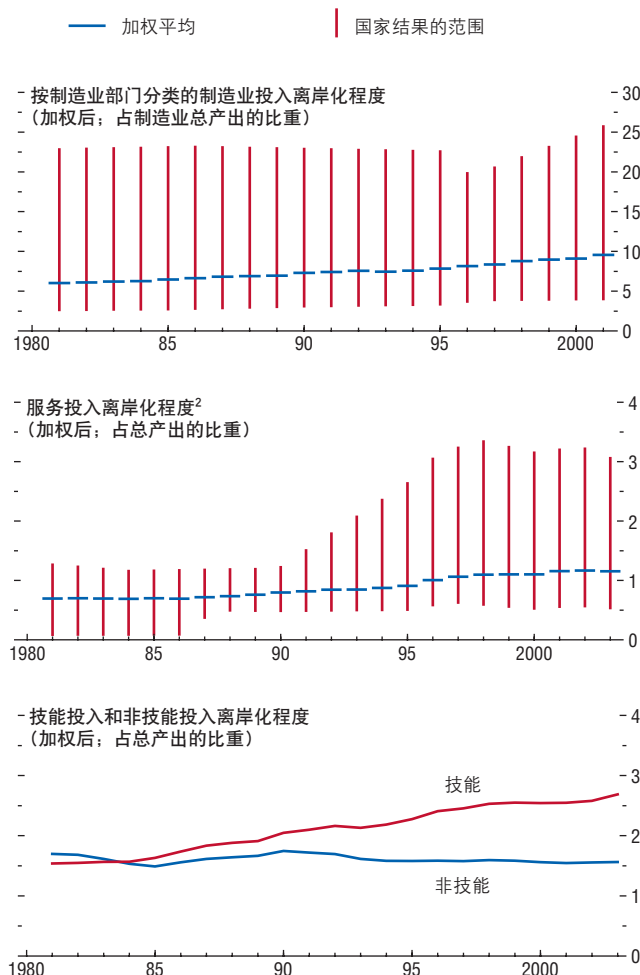 加权平均
国家结果的范围
按制造业部门分类的制造业投入离岸化程度
（加权后；占制造业总产出的比重）
30
25
20
15
10
5
0
1980 85 90 95 2000
服务投入离岸化程度2
（加权后；占总产出的比重）
4
3
2
1
0
1980 85 90 95 2000
技能投入和非技能投入离岸化程度
（加权后；占总产出的比重）
4
3
技能
2
非技能
1
0
1980 85 90 95 2000